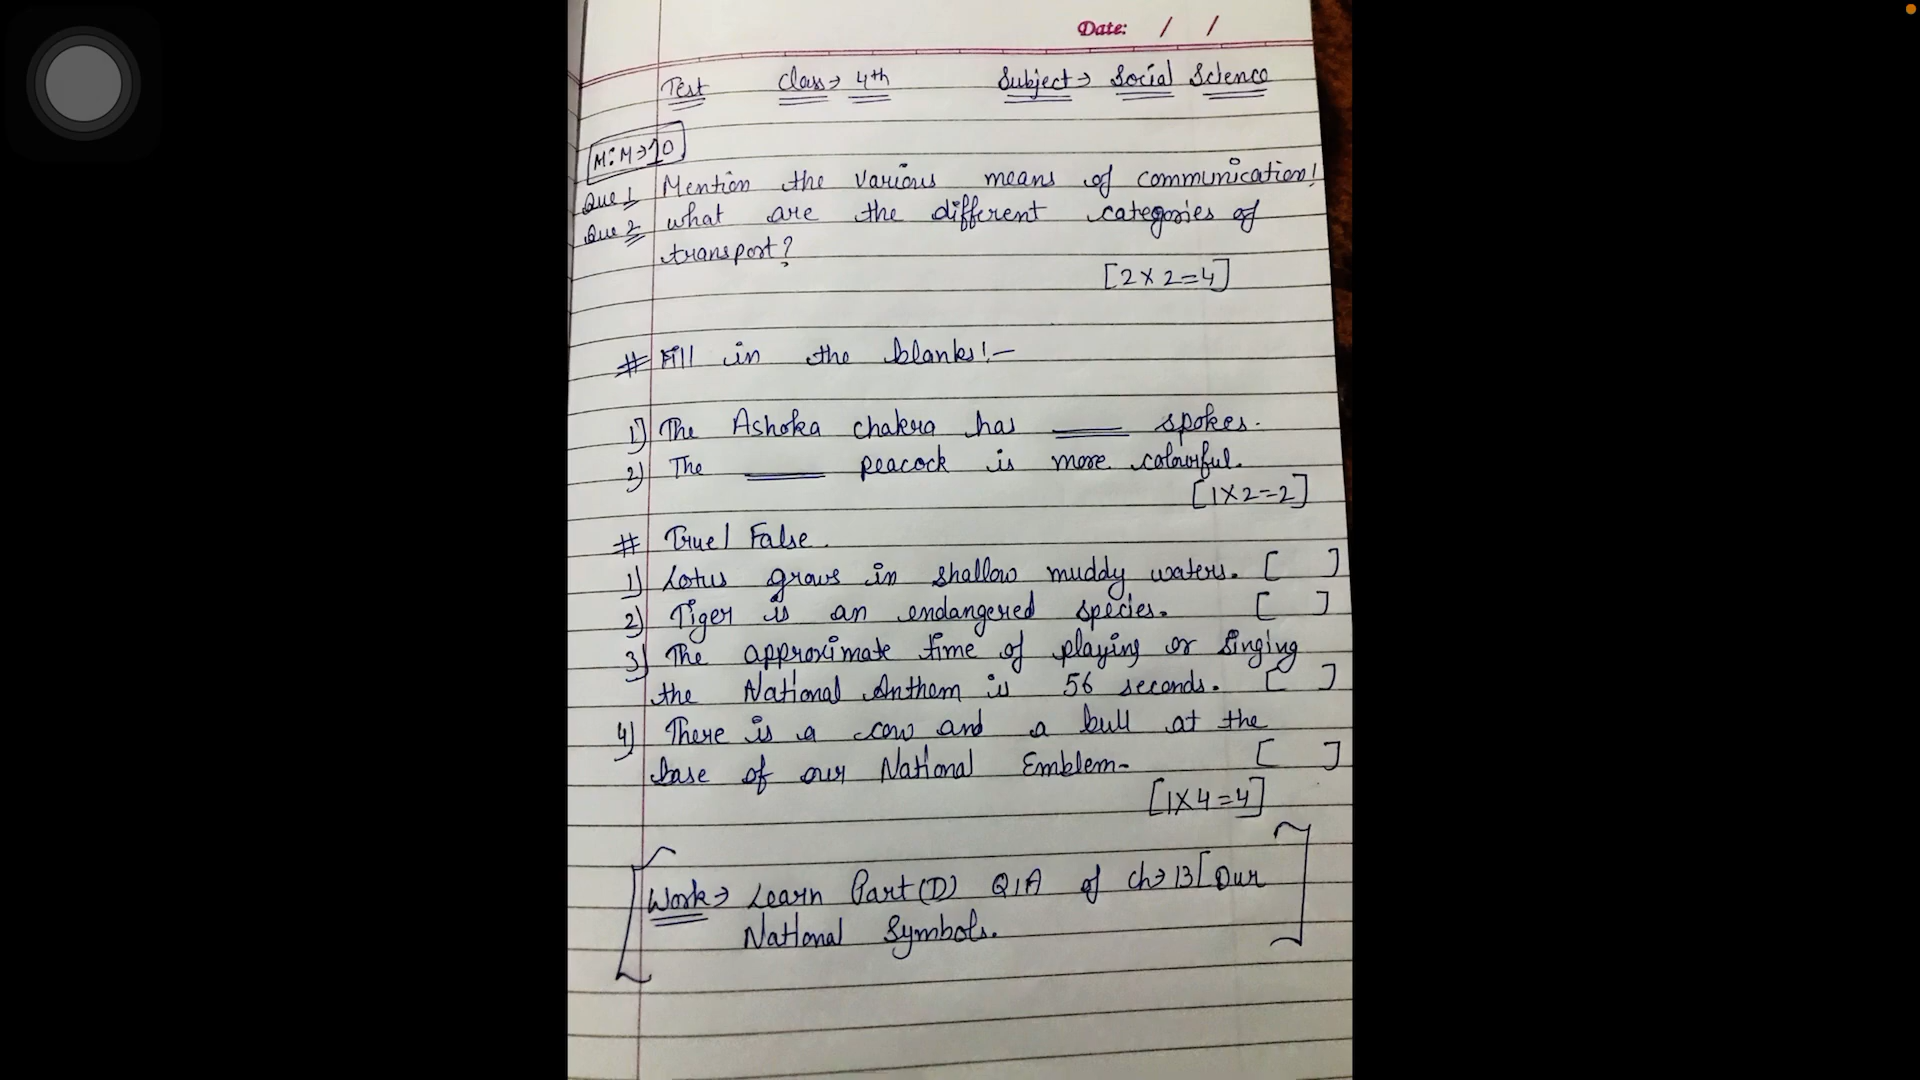 Date: / /
Test Class→ 4th Subject→ Social Science
M:M→10
Que 1 Mention the various means of communication!
Que 2 what are the different categories of
transport?
[2×2=4]
# Fill in the blanks!-
1) The Ashoka chakra has ____ spokes.
2) The ____ peacock is more colourful.
[1×2=2]
# True/False.
1) Lotus grows in shallow muddy waters. [ ]
2) Tiger is an endangered species. [ ]
3) The approximate time of playing or singing
the National Anthem is 56 seconds. [ ]
4) There is a cow and a bull at the
base of our National Emblem- [ ]
[1×4=4]
[Work→ Learn Part(D) Q/A of ch→ 13[Our
National Symbols.]